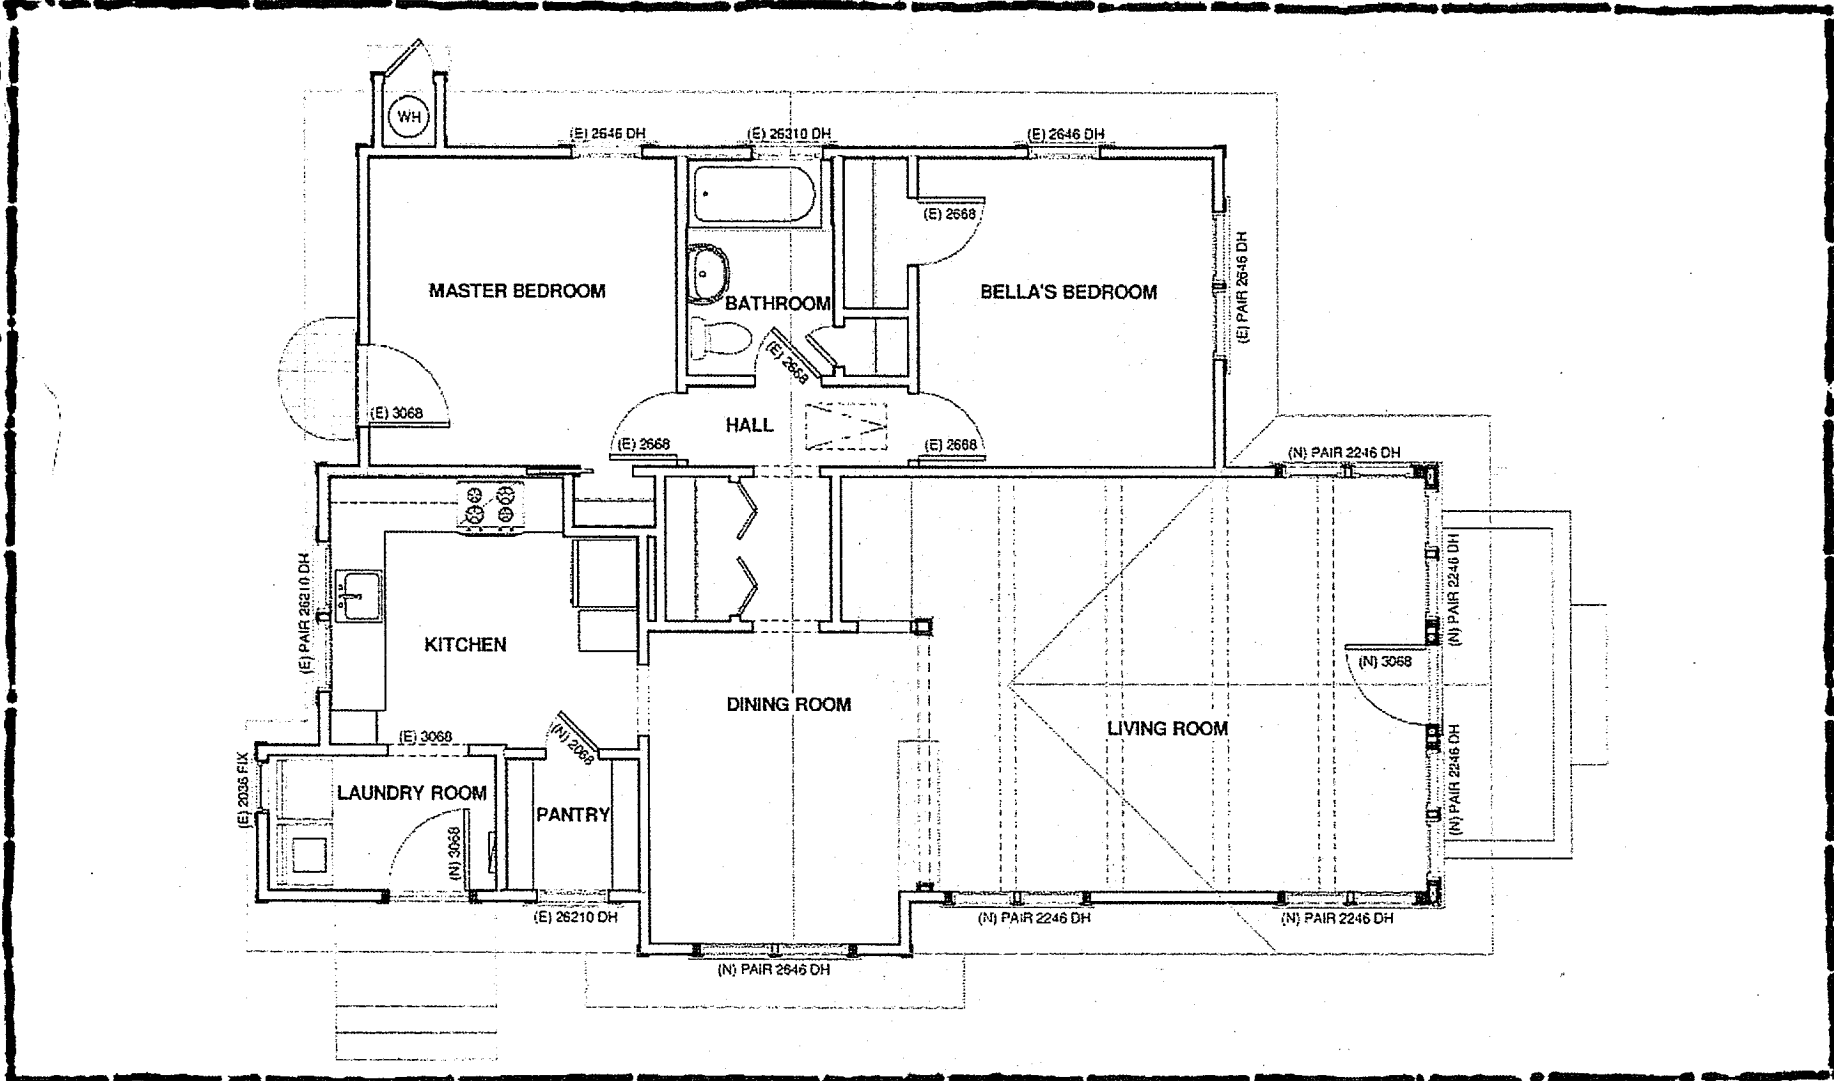 WH
(E) 2646 DH
(E) 26310 DH
(E) 2646 DH
(E) 2668
(E) PAIR 2646 DH
MASTER BEDROOM
BATHROOM
BELLA'S BEDROOM
(E) 2668
(E) 3068
HALL
(E) 2668
(E) 2668
(N) PAIR 2246 DH
(E) PAIR 26210 DH
(N) PAIR 2246 DH
KITCHEN
(N) 3068
DINING ROOM
LIVING ROOM
(E) 3068
(N) 2068
(N) PAIR 2246 DH
(E) 2036 FIX
LAUNDRY ROOM
PANTRY
(N) 3068
(E) 26210 DH
(N) PAIR 2246 DH
(N) PAIR 2246 DH
(N) PAIR 2646 DH